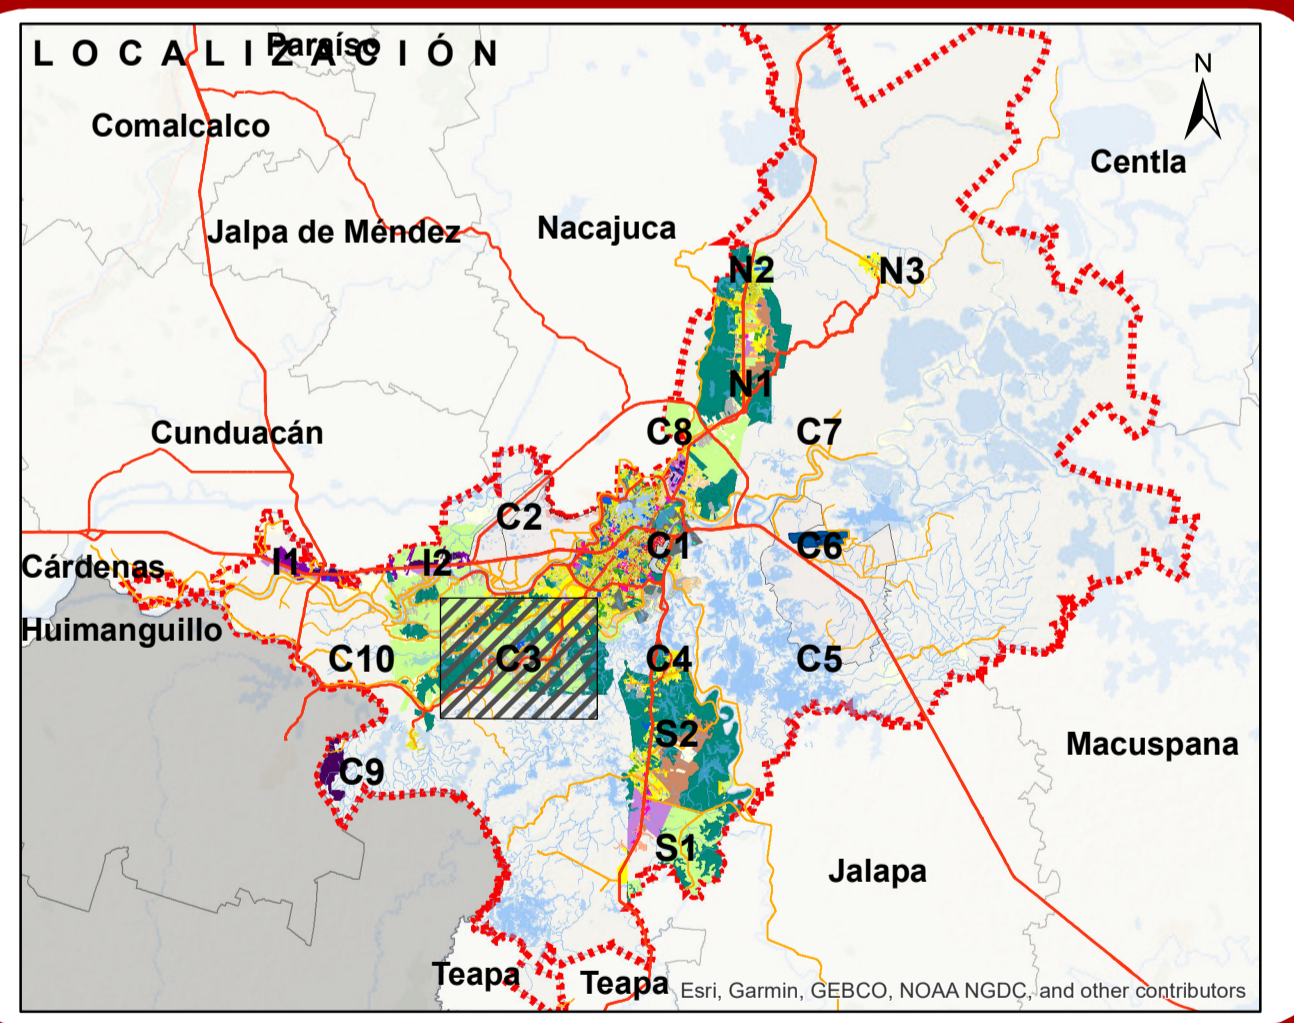 LOCALIZACIÓN
Paraíso
N
Comalcalco
Centla
Jalpa de Méndez
Nacajuca
N2
N3
N1
Cunduacán
C8
C7
C2
C1
C6
Cárdenas
I1
I2
Huimanguillo
C10
C3
C4
C5
S2
Macuspana
C9
S1
Jalapa
Teapa
Teapa
Esri, Garmin, GEBCO, NOAA NGDC, and other contributors